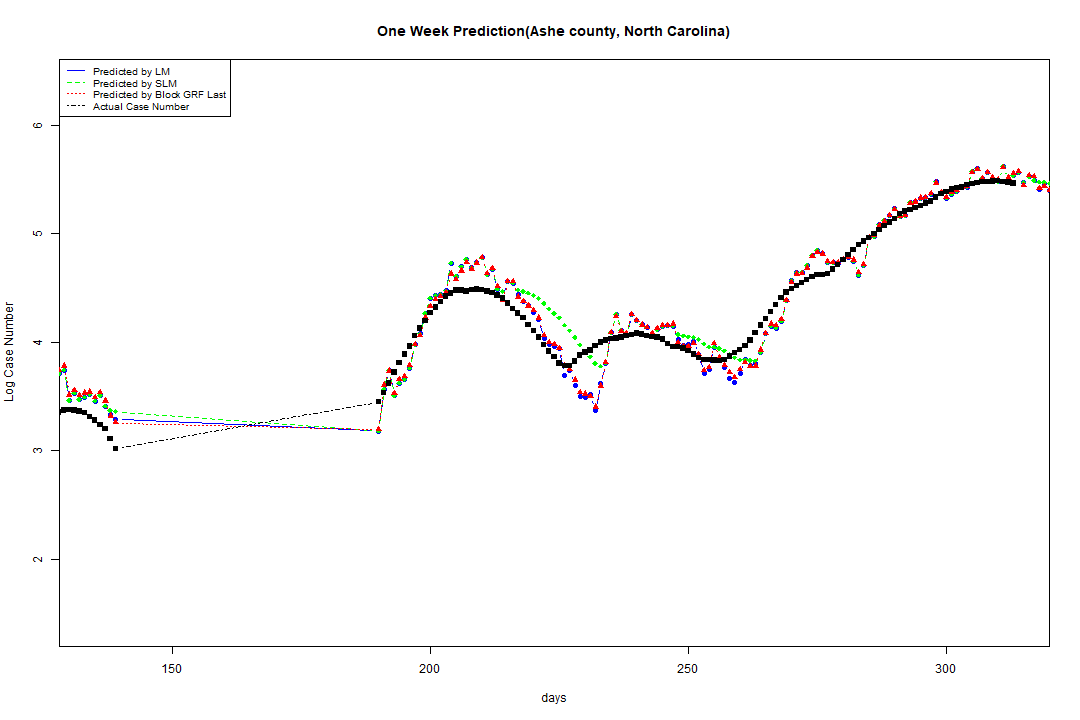 One Week Prediction(Ashe county, North Carolina)
Predicted by LM
Predicted by SLM
Predicted by Block GRF Last
Actual Case Number
6
5
4
3
2
Log Case Number
150 200 250 300
days